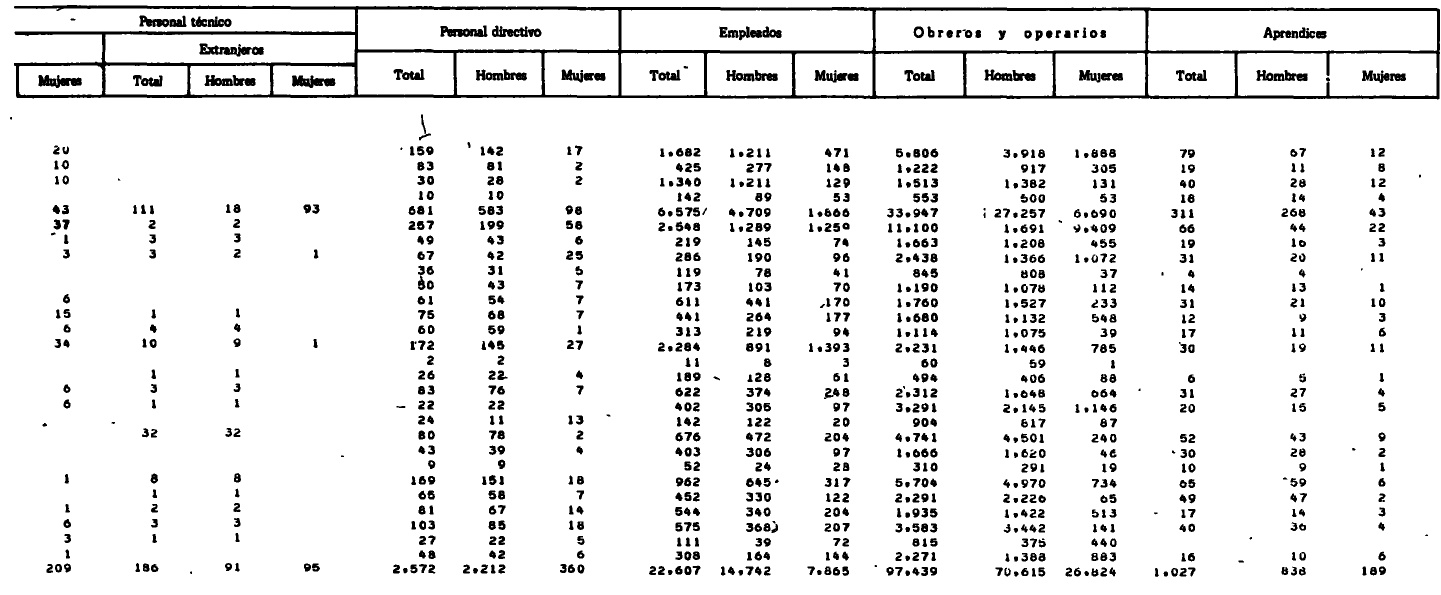 Personal técnico
Personal directivo Empleados Obreros y operarios Aprendices
Extranjeros
Mujeres Total Hombres Mujeres Total Hombres Mujeres Total Hombres Mujeres Total Hombres Mujeres Total Hombres Mujeres
20 159 142 17 1.682 1.211 471 5.806 3.918 1.888 79 67 12
10 83 81 2 425 277 148 1.222 917 305 19 11 8
10 30 28 2 1.340 1.211 129 1.513 1.382 131 40 28 12
10 10 142 89 53 553 500 53 18 14 4
43 111 18 93 681 583 98 6.575 4.709 1.866 33.947 27.257 6.690 311 268 43
37 2 2 257 199 58 2.548 1.289 1.259 11.100 1.691 9.409 66 44 22
1 3 3 49 43 6 219 145 74 1.663 1.208 455 19 16 3
3 3 2 1 67 42 25 286 190 96 2.438 1.366 1.072 31 20 11
36 31 5 119 78 41 845 808 37 4 4
50 43 7 173 103 70 1.190 1.078 112 14 13 1
6 61 54 7 611 441 170 1.760 1.527 233 31 21 10
15 1 1 75 68 7 441 264 177 1.680 1.132 548 12 9 3
6 4 4 60 59 1 313 219 94 1.114 1.075 39 17 11 6
34 10 9 1 172 145 27 2.284 891 1.393 2.231 1.446 785 30 19 11
2 2 11 8 3 60 59 1
1 1 26 22 4 189 128 61 494 406 88 6 5 1
6 3 3 83 76 7 622 374 248 2.312 1.648 664 31 27 4
6 1 1 22 22 402 305 97 3.291 2.145 1.146 20 15 5
24 11 13 142 122 20 904 817 87
32 32 80 78 2 676 472 204 4.741 4.501 240 52 43 9
43 39 4 403 306 97 1.666 1.620 46 30 28 2
9 9 52 24 28 310 291 19 10 9 1
1 8 8 169 151 18 962 645 317 5.704 4.970 734 65 59 6
1 1 65 58 7 452 330 122 2.291 2.226 65 49 47 2
1 2 2 81 67 14 544 340 204 1.935 1.422 513 17 14 3
6 3 3 103 85 18 575 368 207 3.583 3.442 141 40 36 4
3 1 1 27 22 5 111 39 72 815 375 440
1 48 42 6 308 164 144 2.271 1.388 883 16 10 6
209 186 91 95 2.572 2.212 360 22.607 14.742 7.865 97.439 70.615 26.824 1.027 838 189